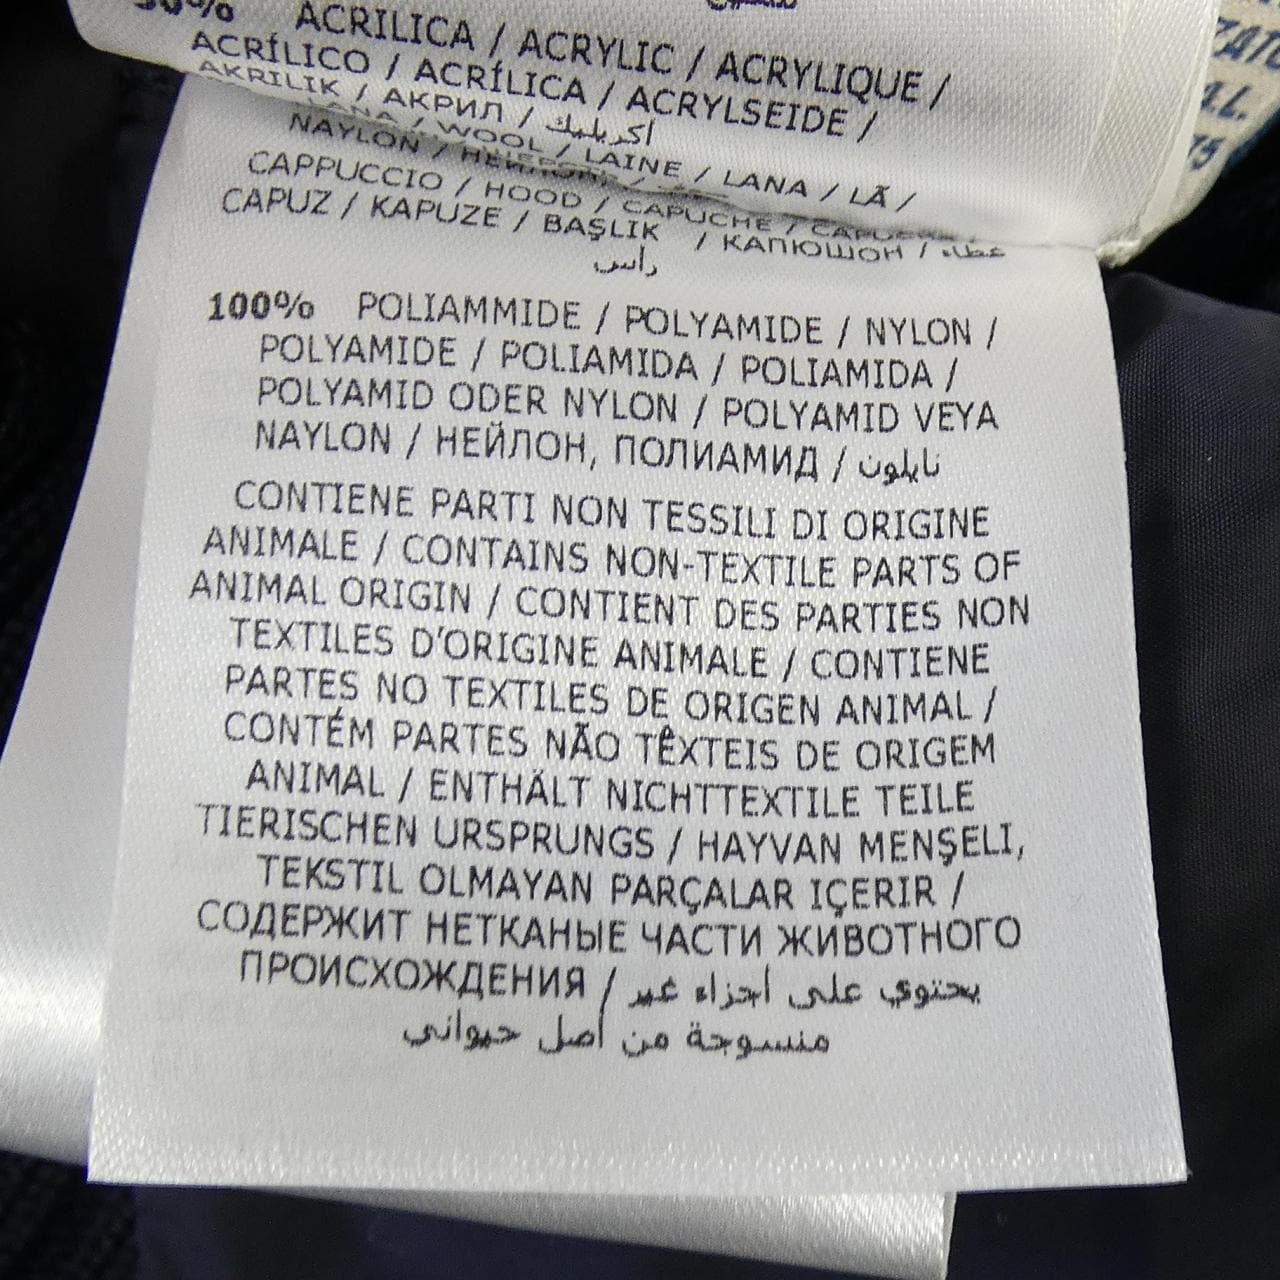 ACRILICA / ACRYLIC / ACRYLIQUE /
ACRÍLICO / ACRÍLICA / ACRYLSEIDE /
AKRILIK / АКРИЛ / اكريليك
LANA / WOOL / LAINE / LANA / LÃ /
NAYLON / НЕЙЛОН /
CAPPUCCIO / HOOD / CAPUCHE /
CAPUZ / KAPUZE / BAŞLIK / КАПЮШОН / غطاء
رأس
100% POLIAMMIDE / POLYAMIDE / NYLON /
POLYAMIDE / POLIAMIDA / POLIAMIDA /
POLYAMID ODER NYLON / POLYAMID VEYA
NAYLON / НЕЙЛОН, ПОЛИАМИД / نايلون
CONTIENE PARTI NON TESSILI DI ORIGINE
ANIMALE / CONTAINS NON-TEXTILE PARTS OF
ANIMAL ORIGIN / CONTIENT DES PARTIES NON
TEXTILES D'ORIGINE ANIMALE / CONTIENE
PARTES NO TEXTILES DE ORIGEN ANIMAL /
CONTÉM PARTES NÃO TÊXTEIS DE ORIGEM
ANIMAL / ENTHÄLT NICHTTEXTILE TEILE
TIERISCHEN URSPRUNGS / HAYVAN MENŞELI,
TEKSTIL OLMAYAN PARÇALAR IÇERIR /
СОДЕРЖИТ НЕТКАНЫЕ ЧАСТИ ЖИВОТНОГО
ПРОИСХОЖДЕНИЯ / يحتوي على أجزاء غير
منسوجة من أصل حيواني